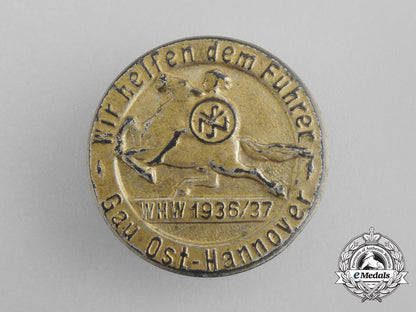 Wir helfen dem Führer
WHW 1936/37
Gau Ost-Hannover
eMedals